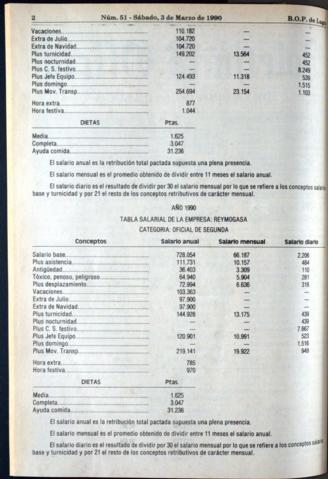 2 Núm. 51 - Sábado, 3 de Marzo de 1990 B.O.P. de Lugo
Vacaciones 110.182 — —
Extra de Julio 104.720 — —
Extra de Navidad 104.720 — —
Plus turnicidad 149.202 13.564 452
Plus nocturnidad — — 452
Plus C. S. festivo — — 8.249
Plus Jefe Equipo 124.493 11.318 539
Plus domingo — — 1.515
Plus Mov. Transp. 254.694 23.154 1.103
Hora extra 877
Hora festiva 1.044
DIETAS Ptas.
Media 1.625
Completa 3.047
Ayuda comida 31.236
El salario anual es la retribución total pactada supuesta una plena presencia.
El salario mensual es el promedio obtenido de dividir entre 11 meses el salario anual.
El salario diario es el resultado de dividir por 30 el salario mensual por lo que se refiere a los conceptos salario
base y turnicidad y por 21 el resto de los conceptos retributivos de carácter mensual.
AÑO 1990
TABLA SALARIAL DE LA EMPRESA: REYMOGASA
CATEGORIA: OFICIAL DE SEGUNDA
Conceptos Salario anual Salario mensual Salario diario
Salario base 728.054 66.187 2.206
Plus asistencia 111.731 10.157 484
Antigüedad 36.403 3.309 110
Tóxico, penoso, peligroso 64.940 5.904 281
Plus desplazamiento 72.994 6.636 316
Vacaciones 103.363 — —
Extra de Julio 97.900 — —
Extra de Navidad 97.900 — —
Plus turnicidad 144.928 13.175 439
Plus nocturnidad — — 439
Plus C. S. festivo — — 7.667
Plus Jefe Equipo 120.901 10.991 523
Plus domingo — — 1.516
Plus Mov. Transp. 219.141 19.922 949
Hora extra 785
Hora festiva 970
DIETAS Ptas.
Media 1.625
Completa 3.047
Ayuda comida 31.236
El salario anual es la retribución total pactada supuesta una plena presencia.
El salario mensual es el promedio obtenido de dividir entre 11 meses el salario anual.
El salario diario es el resultado de dividir por 30 el salario mensual por lo que se refiere a los conceptos salario
base y turnicidad y por 21 el resto de los conceptos retributivos de carácter mensual.